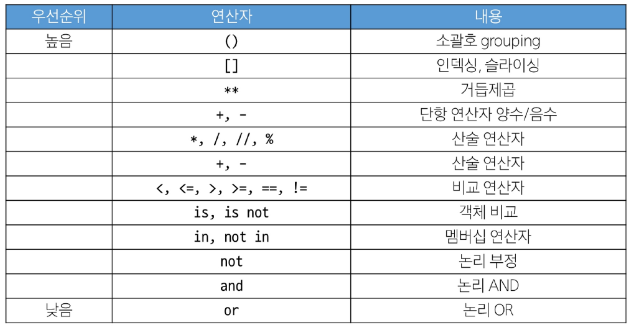 우선순위 연산자 내용
높음 () 소괄호 grouping
[] 인덱싱, 슬라이싱
** 거듭제곱
+, - 단항 연산자 양수/음수
*, /, //, % 산술 연산자
+, - 산술 연산자
<, <=, >, >=, ==, != 비교 연산자
is, is not 객체 비교
in, not in 멤버십 연산자
not 논리 부정
and 논리 AND
낮음 or 논리 OR